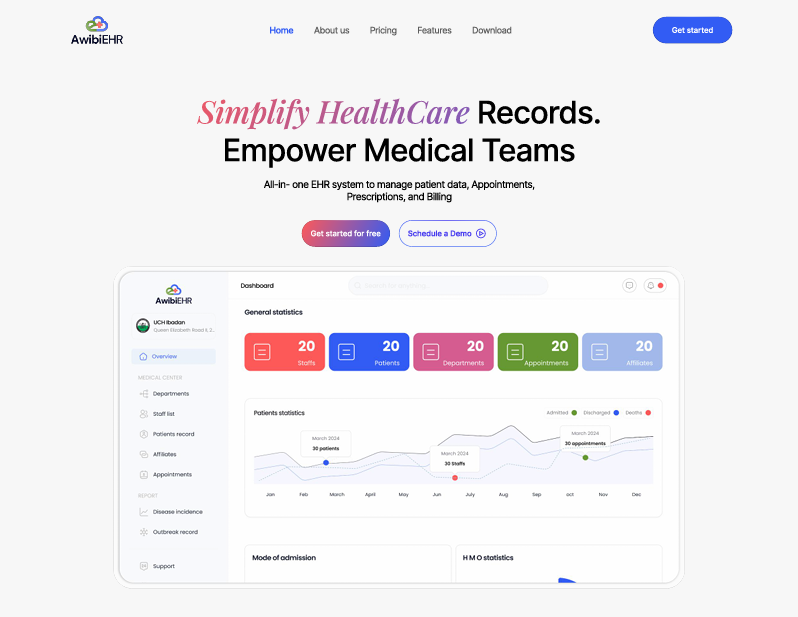 AwibiEHR
Home About us Pricing Features Download
Get started
Simplify HealthCare Records.
Empower Medical Teams
All-in- one EHR system to manage patient data, Appointments,
Prescriptions, and Billing
Get started for free
Schedule a Demo
AwibiEHR
UCH Ibadan
Queen Elizabeth Road II, 2...
Overview
MEDICAL CENTER
Departments
Staff list
Patients record
Affiliates
Appointments
REPORT
Disease incidence
Outbreak record
Support
Dashboard
General statistics
20
Staffs
20
Patients
20
Departments
20
Appointments
20
Affiliates
Patients statistics
Admitted Discharged Deaths
March 2024
30 patients
March 2024
30 Staffs
March 2024
30 appointments
Jan Feb March April May Jun July Aug Sep oct Nov Dec
Mode of admission
H M O statistics